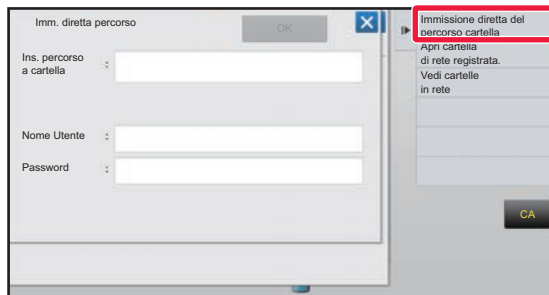 Imm. diretta percorso
OK
Ins. percorso
a cartella :
Nome Utente :
Password :
Immissione diretta del
percorso cartella
Apri cartella
di rete registrata.
Vedi cartelle
in rete
CA